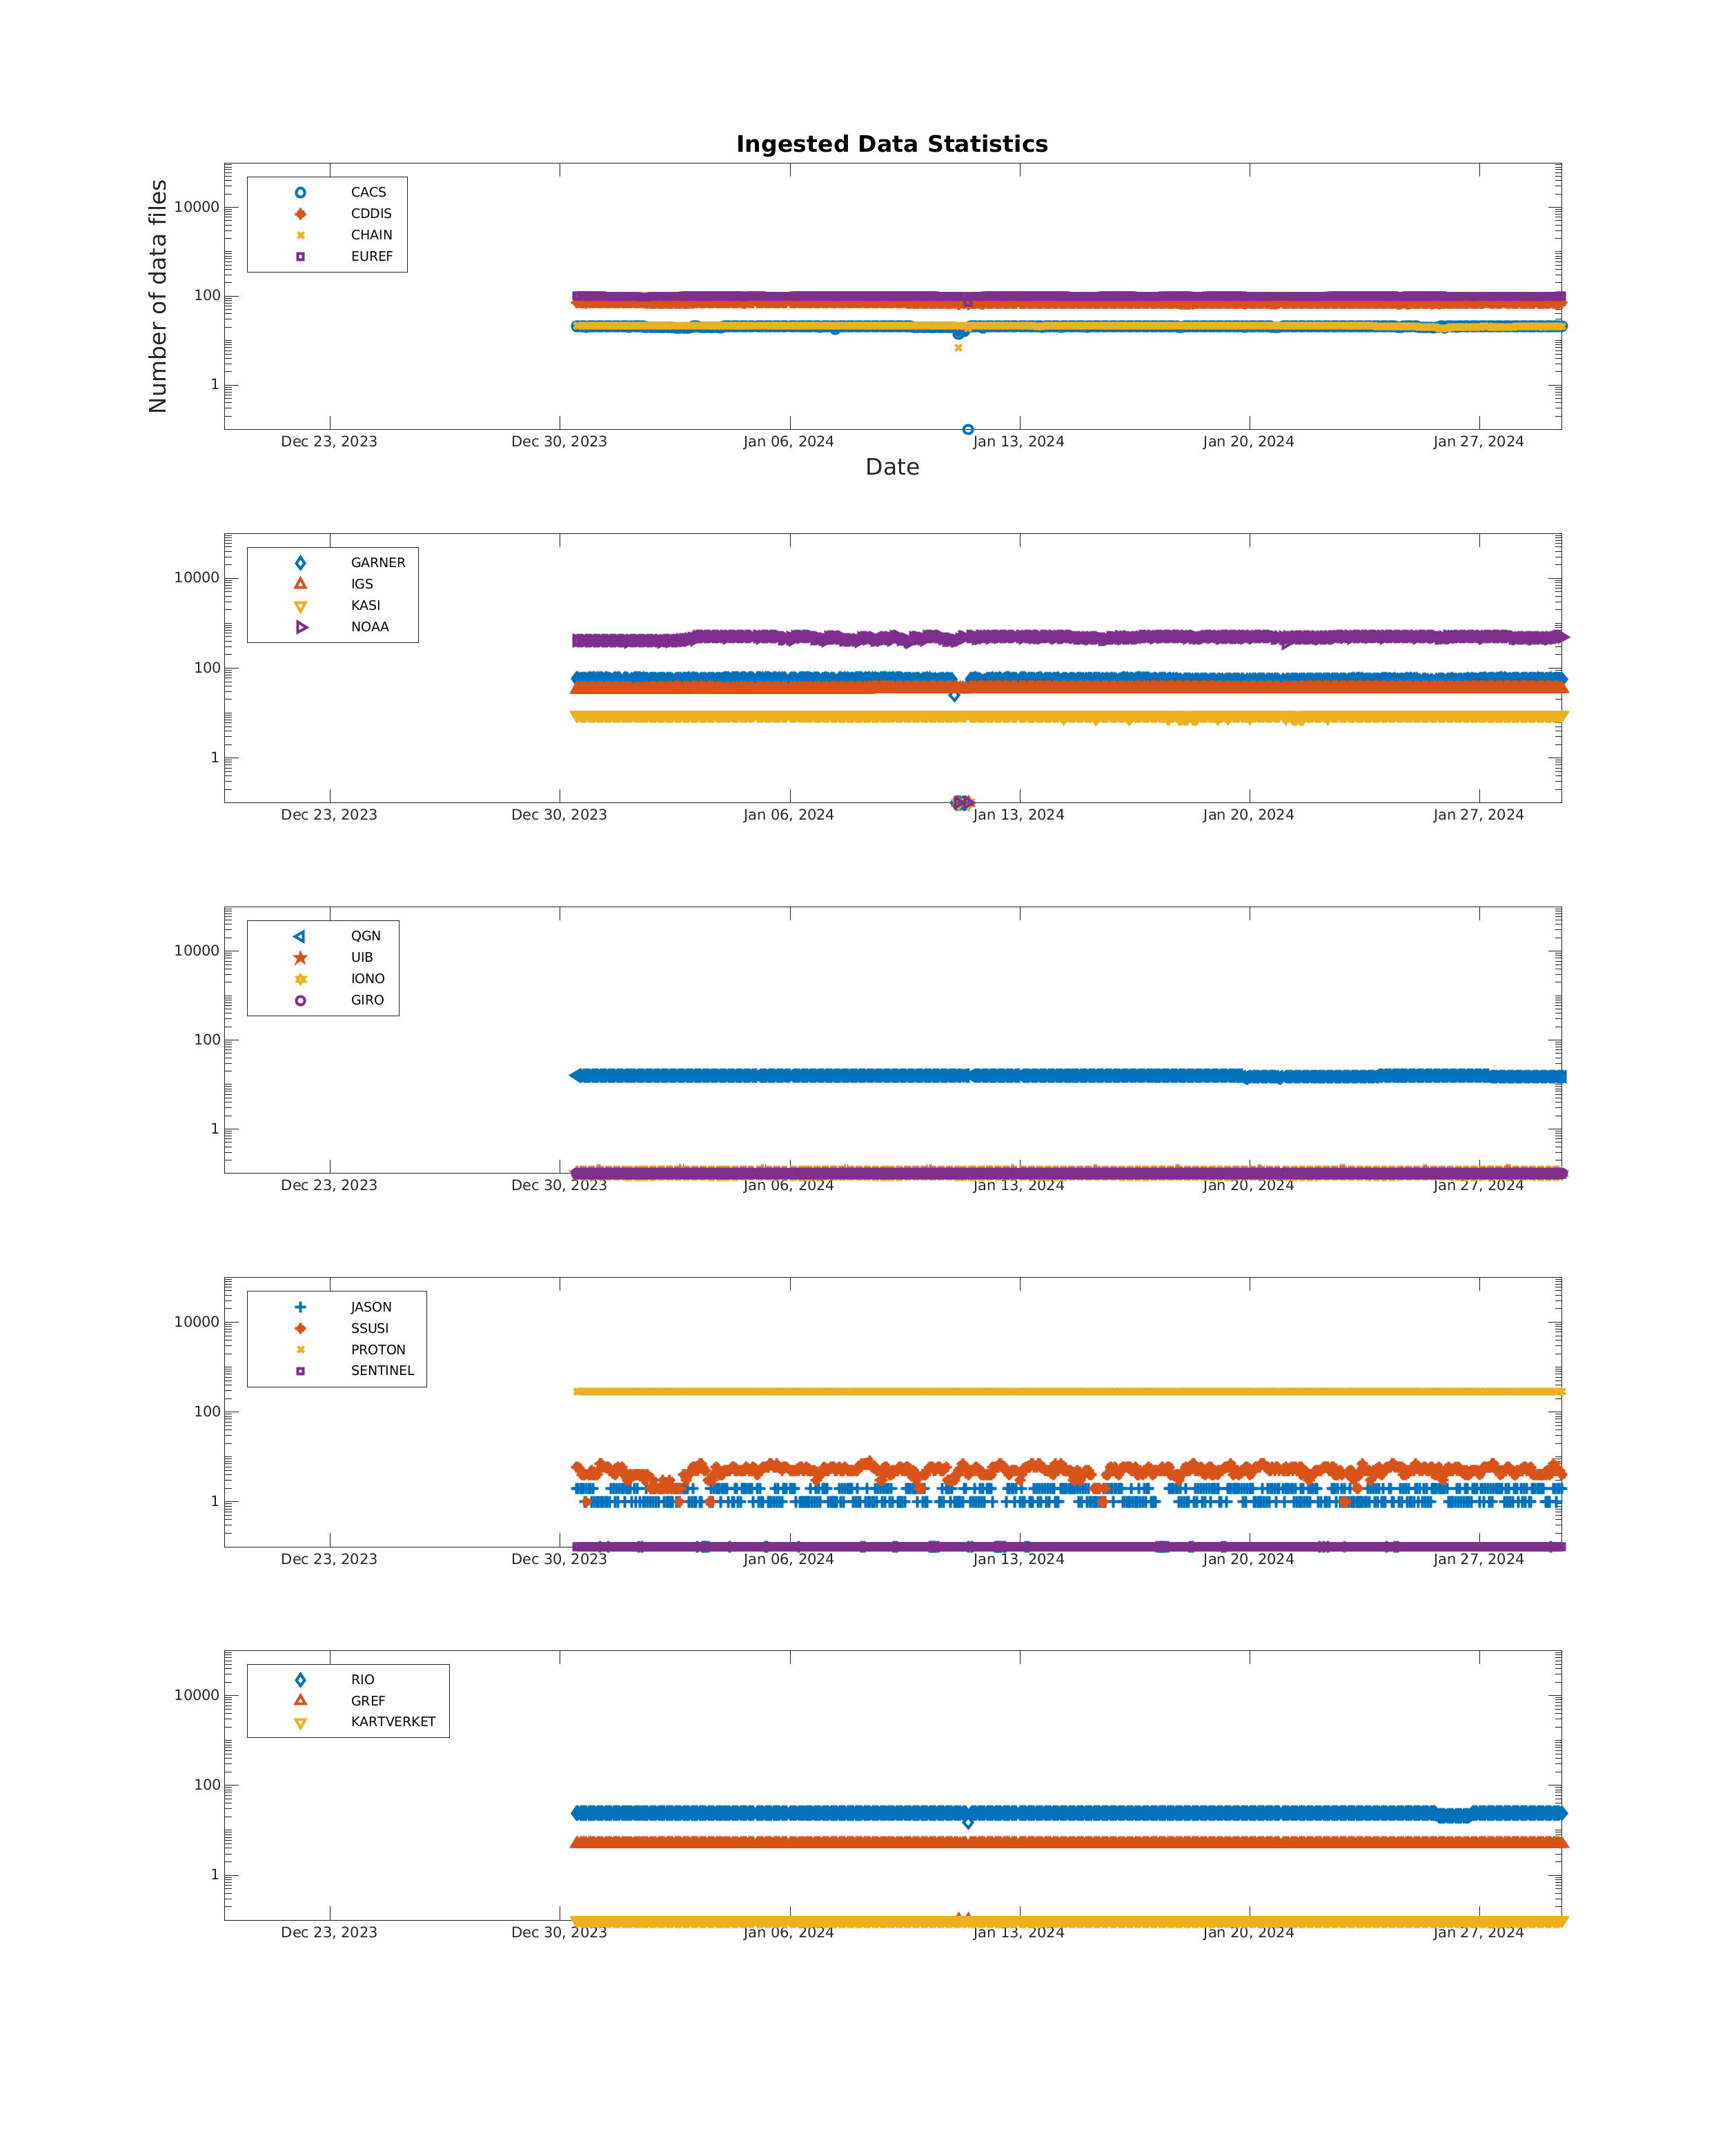 Ingested Data Statistics
Number of data files
10000
100
1
CACS
CDDIS
CHAIN
EUREF
Dec 23, 2023 Dec 30, 2023 Jan 06, 2024 Jan 13, 2024 Jan 20, 2024 Jan 27, 2024
Date
10000
100
1
GARNER
IGS
KASI
NOAA
Dec 23, 2023 Dec 30, 2023 Jan 06, 2024 Jan 13, 2024 Jan 20, 2024 Jan 27, 2024
10000
100
1
QGN
UIB
IONO
GIRO
Dec 23, 2023 Dec 30, 2023 Jan 06, 2024 Jan 13, 2024 Jan 20, 2024 Jan 27, 2024
10000
100
1
JASON
SSUSI
PROTON
SENTINEL
Dec 23, 2023 Dec 30, 2023 Jan 06, 2024 Jan 13, 2024 Jan 20, 2024 Jan 27, 2024
10000
100
1
RIO
GREF
KARTVERKET
Dec 23, 2023 Dec 30, 2023 Jan 06, 2024 Jan 13, 2024 Jan 20, 2024 Jan 27, 2024